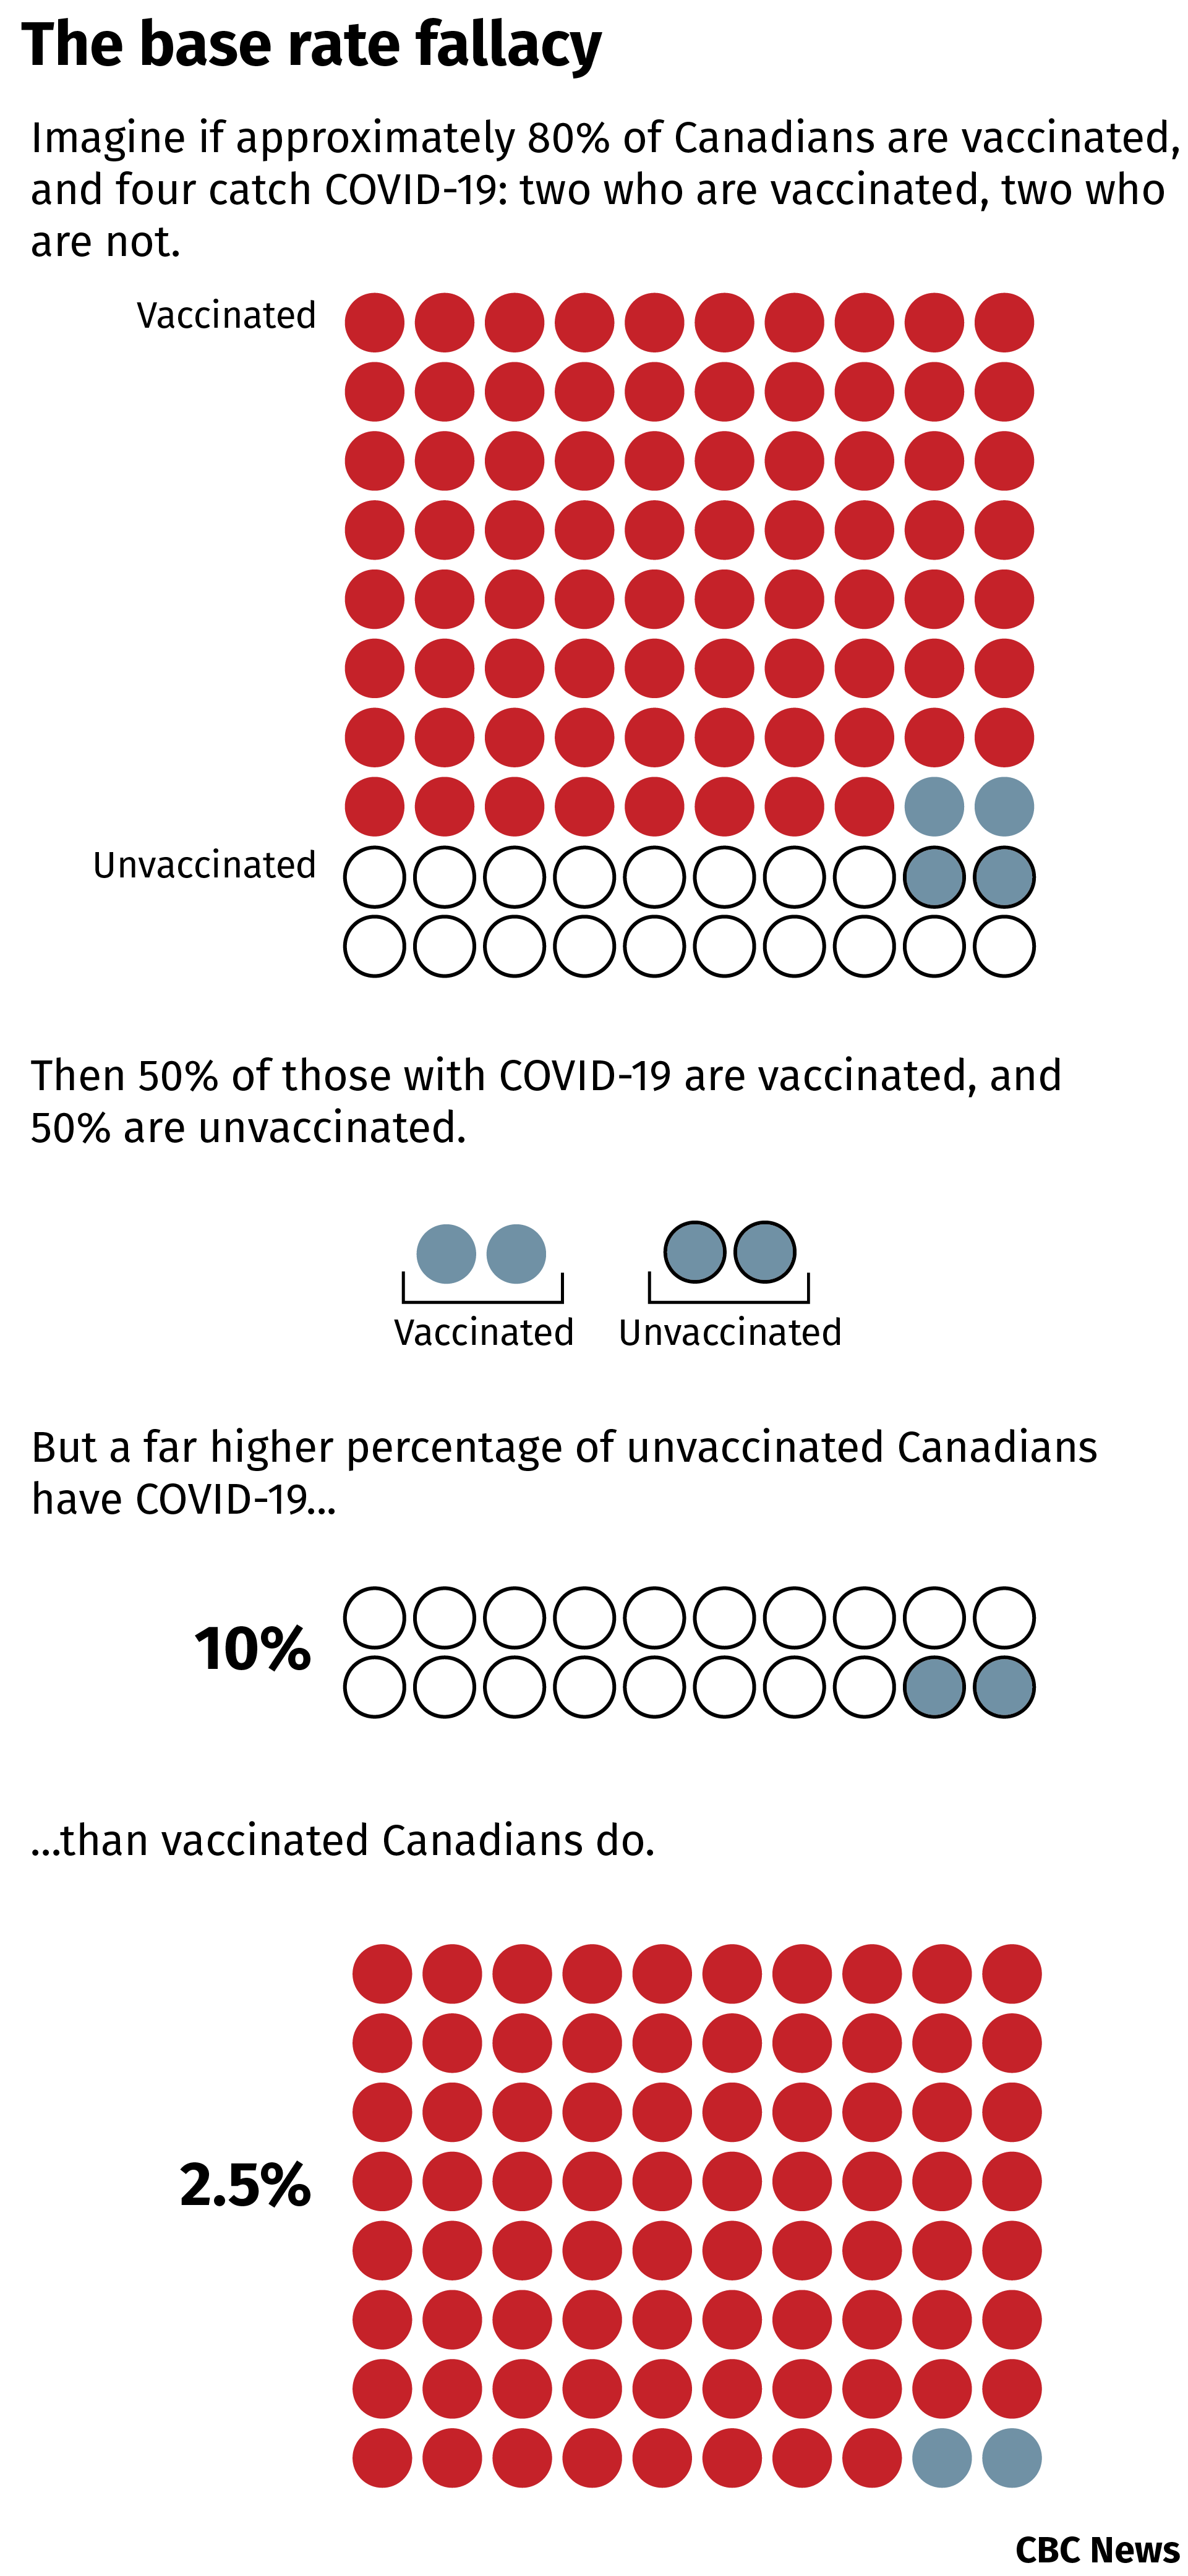 The base rate fallacy
Imagine if approximately 80% of Canadians are vaccinated,
and four catch COVID-19: two who are vaccinated, two who
are not.
Vaccinated
Unvaccinated
Then 50% of those with COVID-19 are vaccinated, and
50% are unvaccinated.
Vaccinated
Unvaccinated
But a far higher percentage of unvaccinated Canadians
have COVID-19...
10%
...than vaccinated Canadians do.
2.5%
CBC News